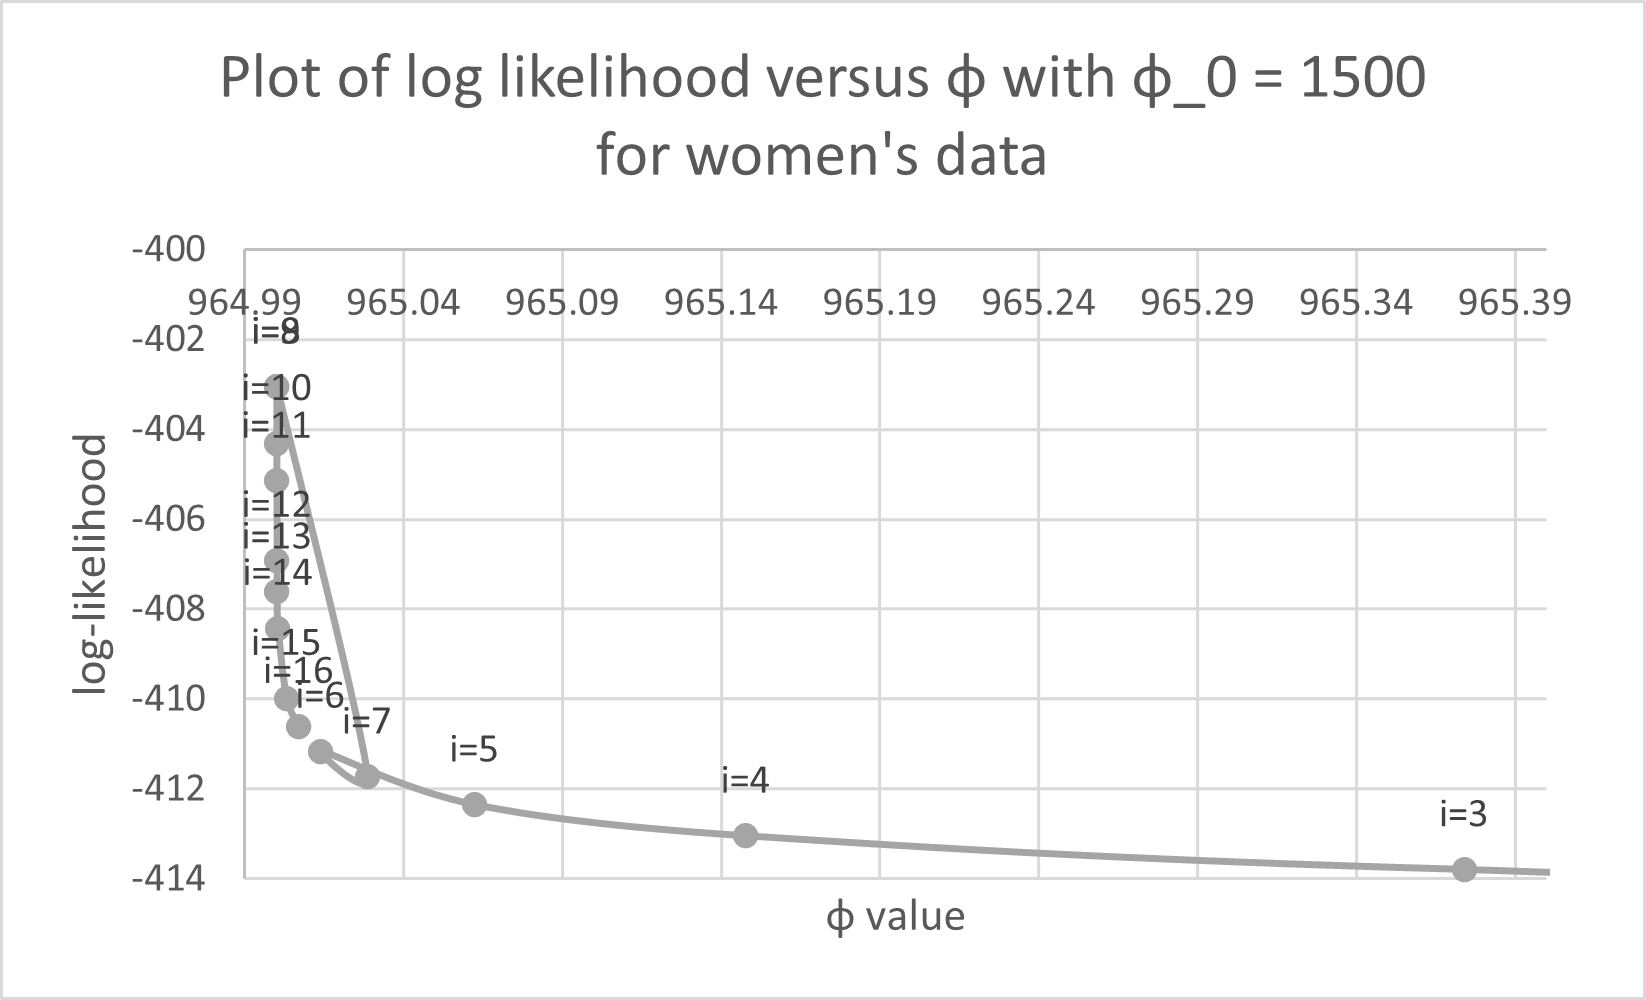 Plot of log likelihood versus ϕ with ϕ_0 = 1500
for women's data
-400
964.99 965.04 965.09 965.14 965.19 965.24 965.29 965.34 965.39
i=8
i=9
-402
i=10
i=11
-404
i=12
-406
i=13
i=14
-408
i=15
i=16
i=6
-410
i=7
i=5
i=4
-412
i=3
-414
log-likelihood
ϕ value